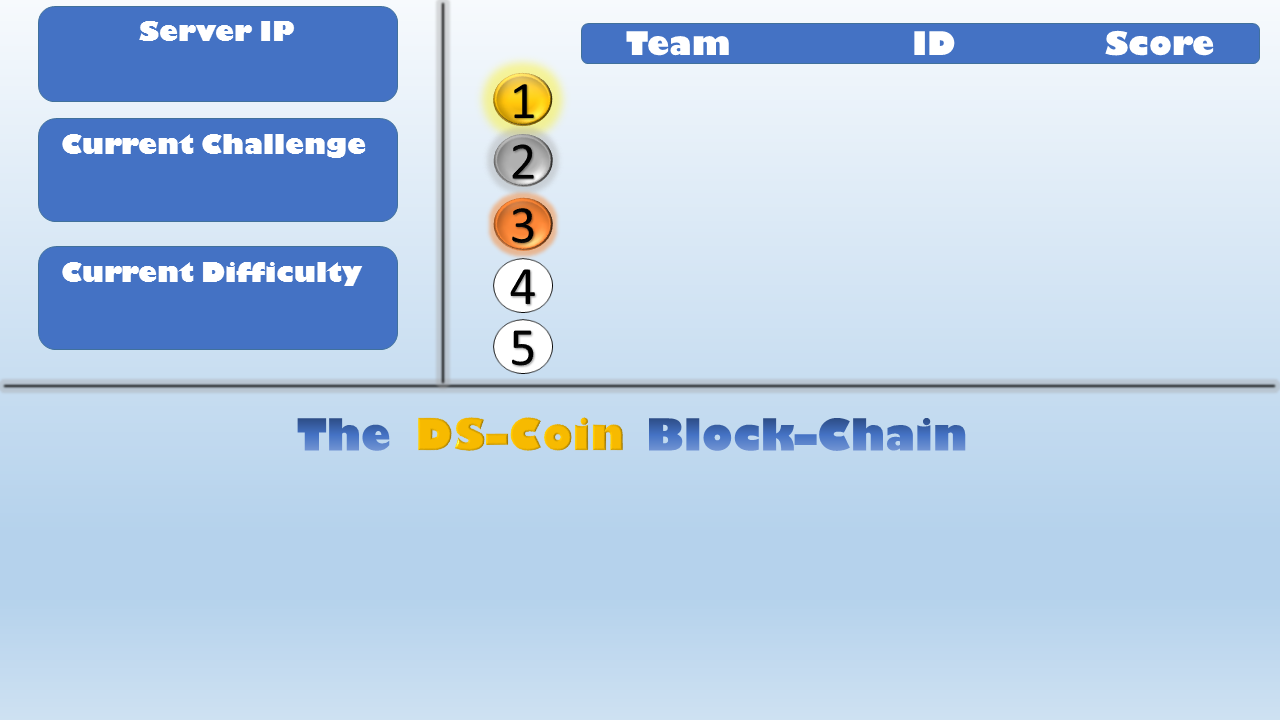 Server IP
Current Challenge
Current Difficulty
Team ID Score
1
2
3
4
5
The DS-Coin Block-Chain